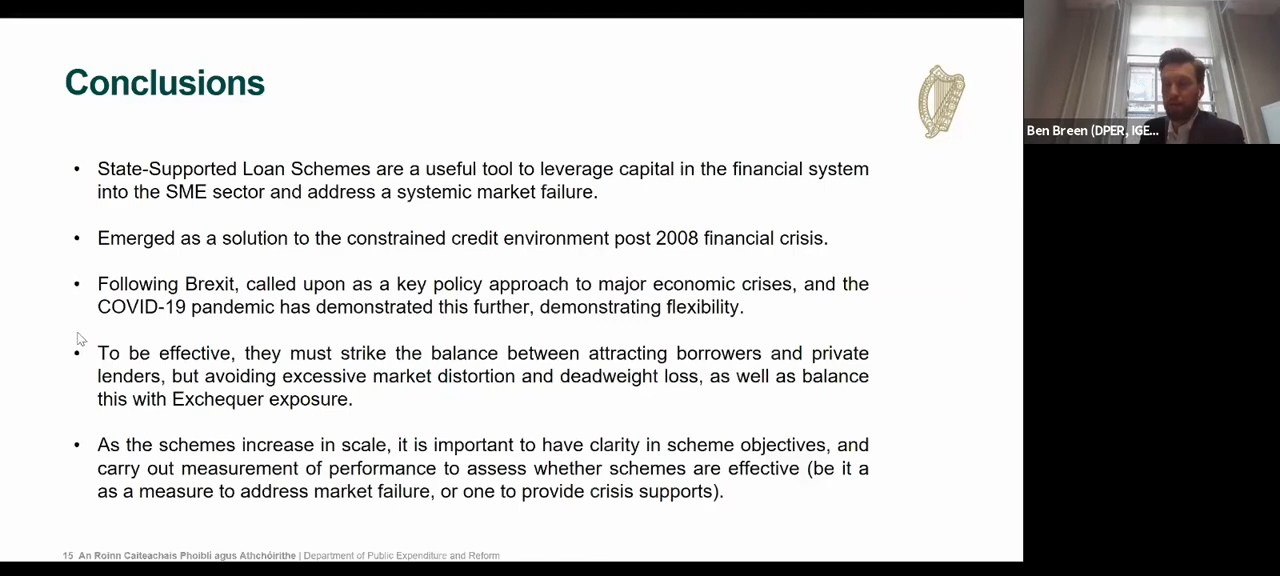 Conclusions
• State-Supported Loan Schemes are a useful tool to leverage capital in the financial system
into the SME sector and address a systemic market failure.
• Emerged as a solution to the constrained credit environment post 2008 financial crisis.
• Following Brexit, called upon as a key policy approach to major economic crises, and the
COVID-19 pandemic has demonstrated this further, demonstrating flexibility.
• To be effective, they must strike the balance between attracting borrowers and private
lenders, but avoiding excessive market distortion and deadweight loss, as well as balance
this with Exchequer exposure.
• As the schemes increase in scale, it is important to have clarity in scheme objectives, and
carry out measurement of performance to assess whether schemes are effective (be it a
as a measure to address market failure, or one to provide crisis supports).
15 An Roinn Caiteachais Phoiblí agus Athchóirithe | Department of Public Expenditure and Reform
Ben Breen (DPER, IGE...